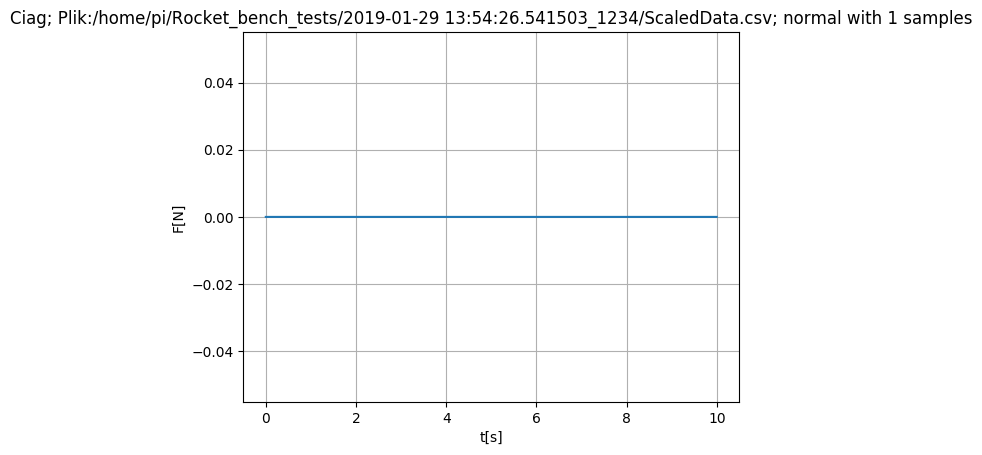 Ciag; Plik:/home/pi/Rocket_bench_tests/2019-01-29 13:54:26.541503_1234/ScaledData.csv; normal with 1 samples
0.04
0.02
0.00
−0.02
−0.04
F[N]
0 2 4 6 8 10
t[s]